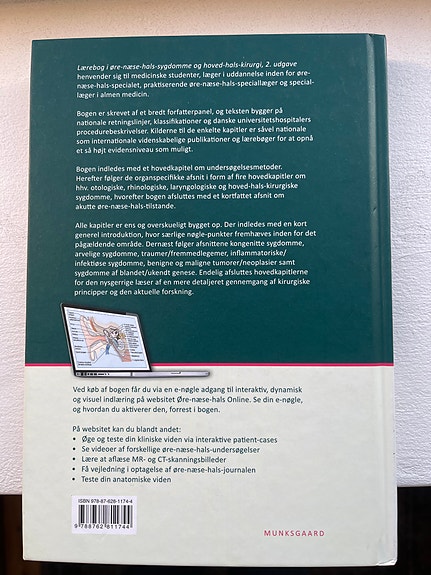 Lærebog i øre-næse-hals-sygdomme og hoved-hals-kirurgi, 2. udgave
henvender sig til medicinske studenter, læger i uddannelse inden for øre-
næse-hals-specialet, praktiserende øre-næse-hals-speciallæger og special-
læger i almen medicin.
Bogen er skrevet af et bredt forfatterpanel, og teksten bygger på
nationale retningslinjer, klassifikationer og danske universitetshospitalers
procedurebeskrivelser. Kilderne til de enkelte kapitler er såvel nationale
som internationale videnskabelige publikationer og lærebøger for at opnå
et så højt evidensniveau som muligt.
Bogen indledes med et hovedkapitel om undersøgelsesmetoder.
Herefter følger de organspecifikke afsnit i form af fire hovedkapitler om
hhv. otologiske, rhinologiske, laryngologiske og hoved-hals-kirurgiske
sygdomme, hvorefter bogen afsluttes med et kortfattet afsnit om
akutte øre-næse-hals-tilstande.
Alle kapitler er ens og overskueligt bygget op. Der indledes med en kort
generel introduktion, hvor særlige nøgle-punkter fremhæves inden for det
pågældende område. Dernæst følger afsnittene kongenitte sygdomme,
arvelige sygdomme, traumer/fremmedlegemer, inflammatoriske/
infektiøse sygdomme, benigne og maligne tumorer/neoplasier samt
sygdomme af blandet/ukendt genese. Endelig afsluttes hovedkapitlerne
for den nysgerrige læser af en mere detaljeret gennemgang af kirurgiske
principper og den aktuelle forskning.
Ved køb af bogen får du via en e-nøgle adgang til interaktiv, dynamisk
og visuel indlæring på websitet Øre-næse-hals Online. Se din e-nøgle,
og hvordan du aktiverer den, forrest i bogen.
På websitet kan du blandt andet:
• Øge og teste din kliniske viden via interaktive patient-cases
• Se videoer af forskellige øre-næse-hals-undersøgelser
• Lære at aflæse MR- og CT-skanningsbilleder
• Få vejledning i optagelse af øre-næse-hals-journalen
• Teste din anatomiske viden
ISBN 978-87-628-1174-4
9 788762 811744
MUNKSGAARD